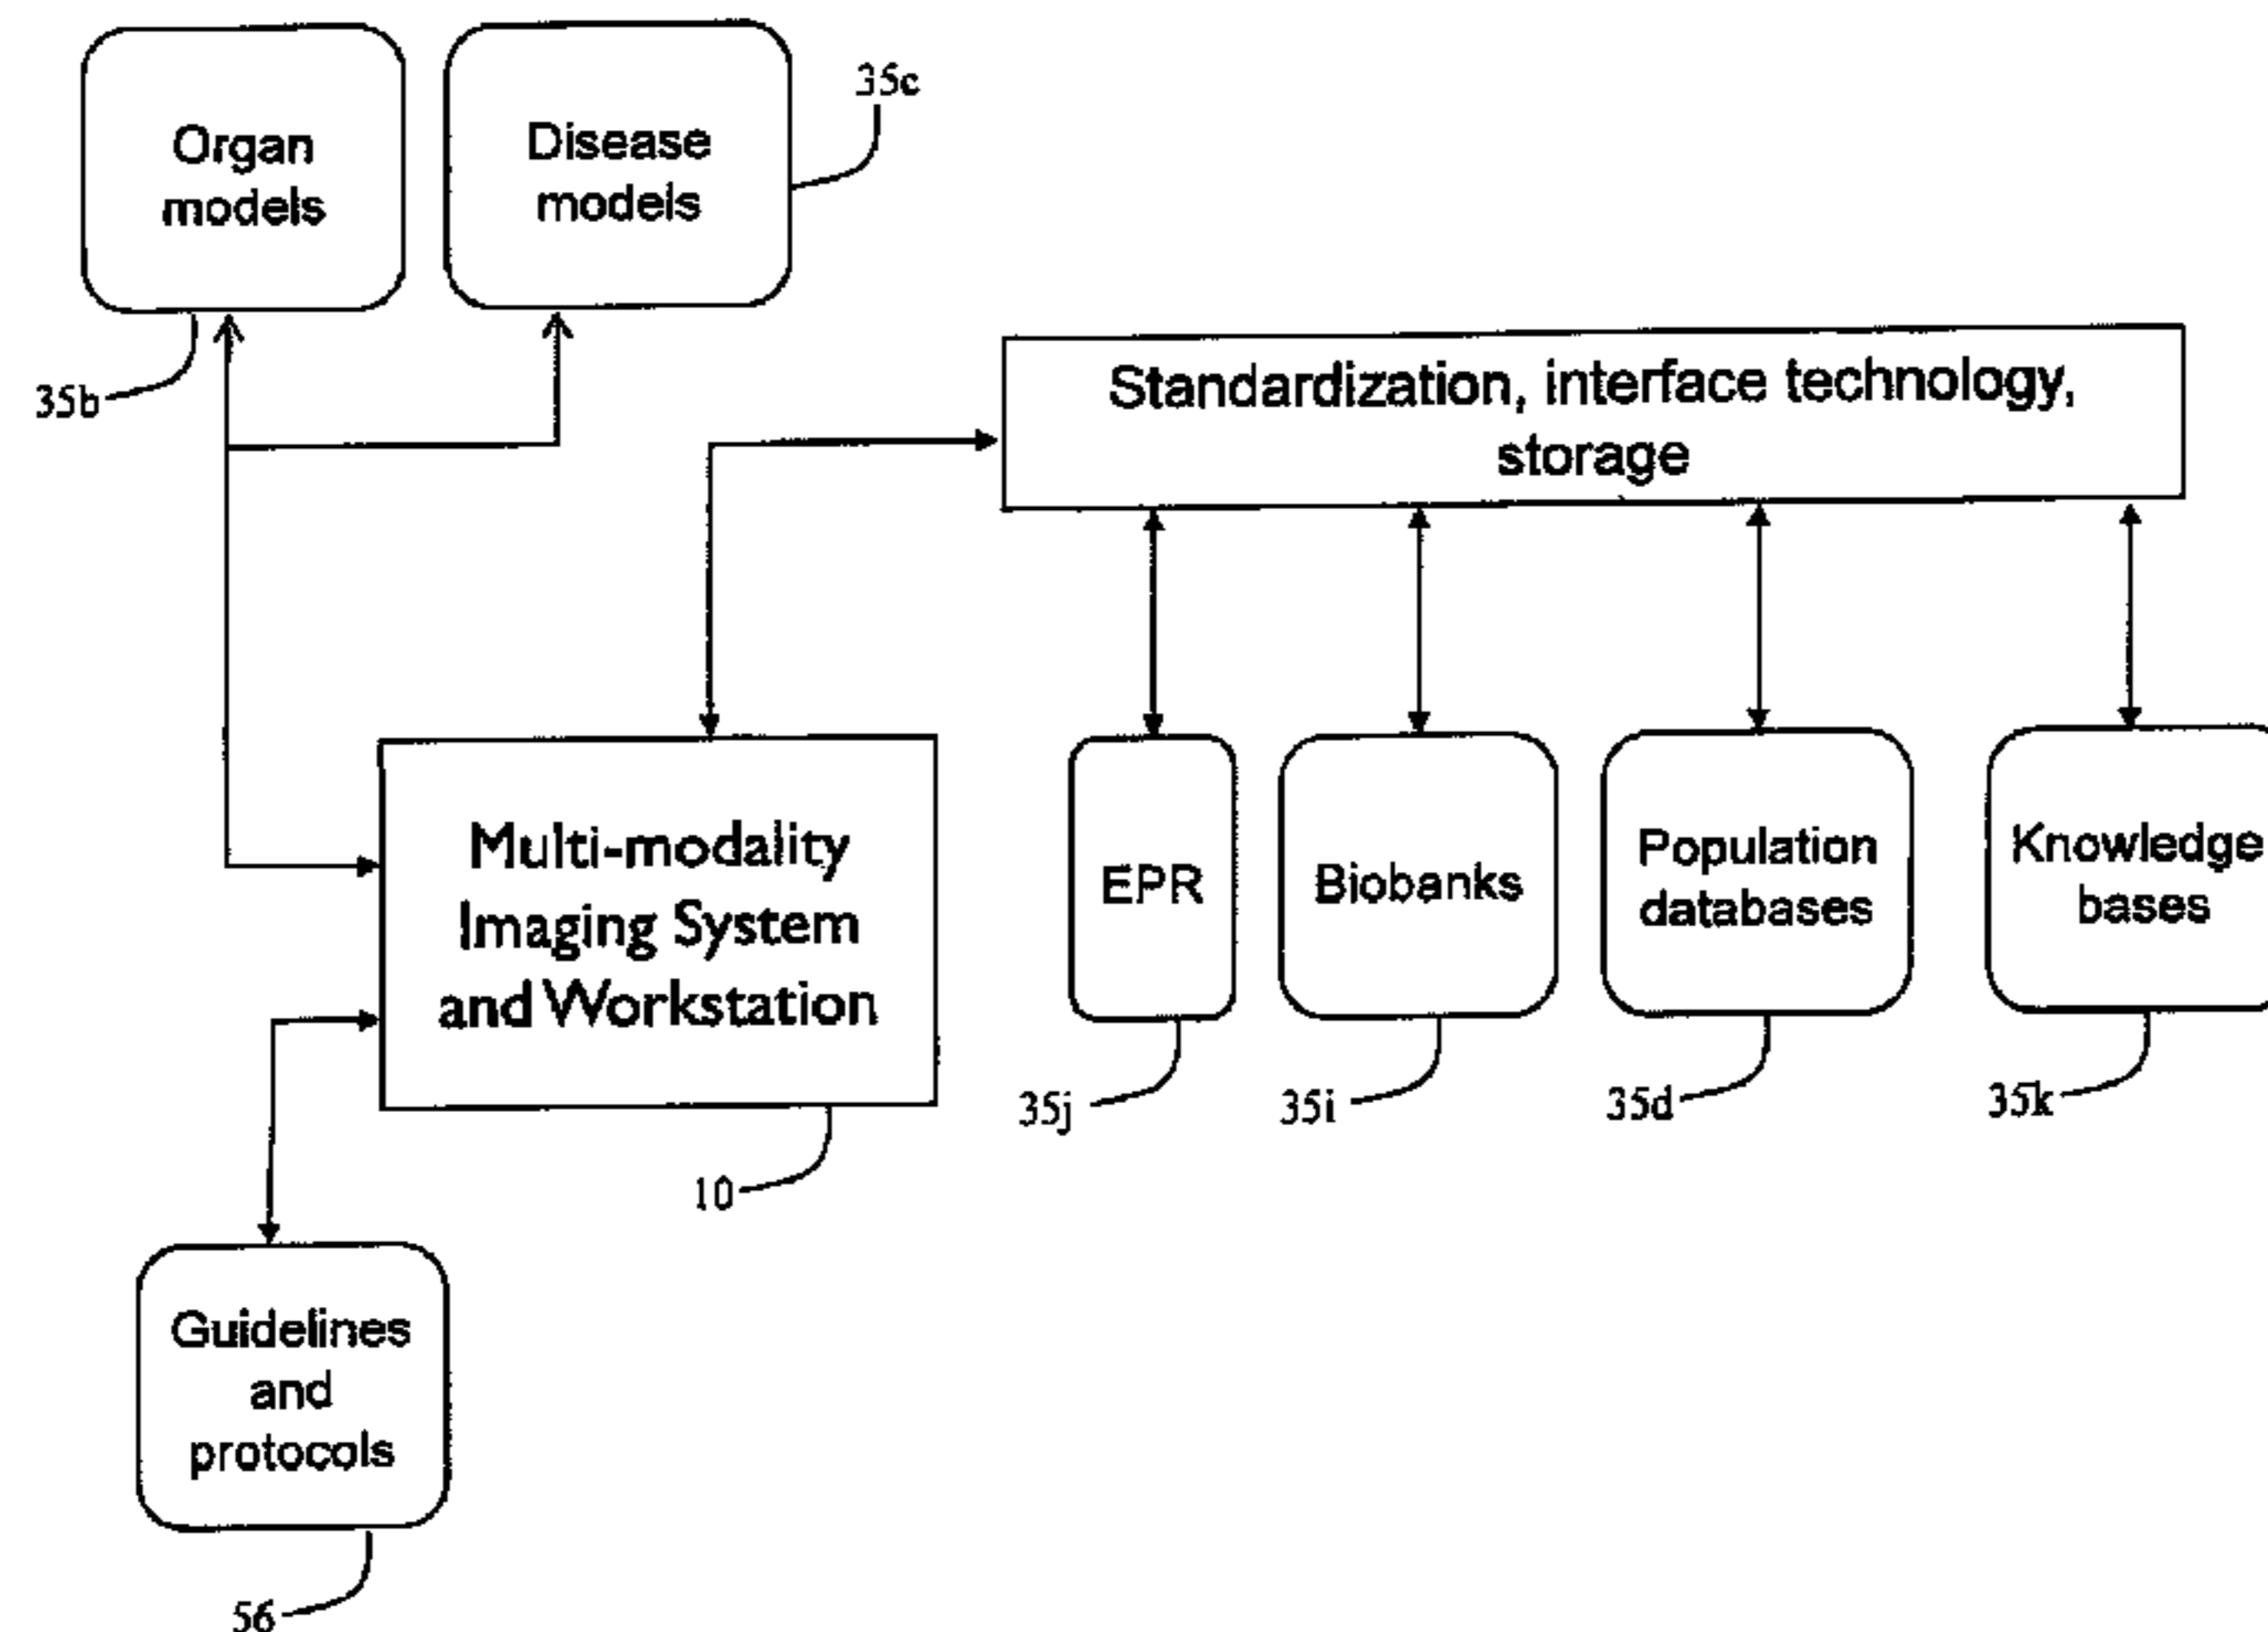 Organ
models
Disease
models
35c
35b
Standardization, interface technology,
storage
Multi-modality
Imaging System
and Workstation
EPR
Biobanks
Population
databases
Knowledge
bases
35j
35i
35d
35k
10
Guidelines
and
protocols
56